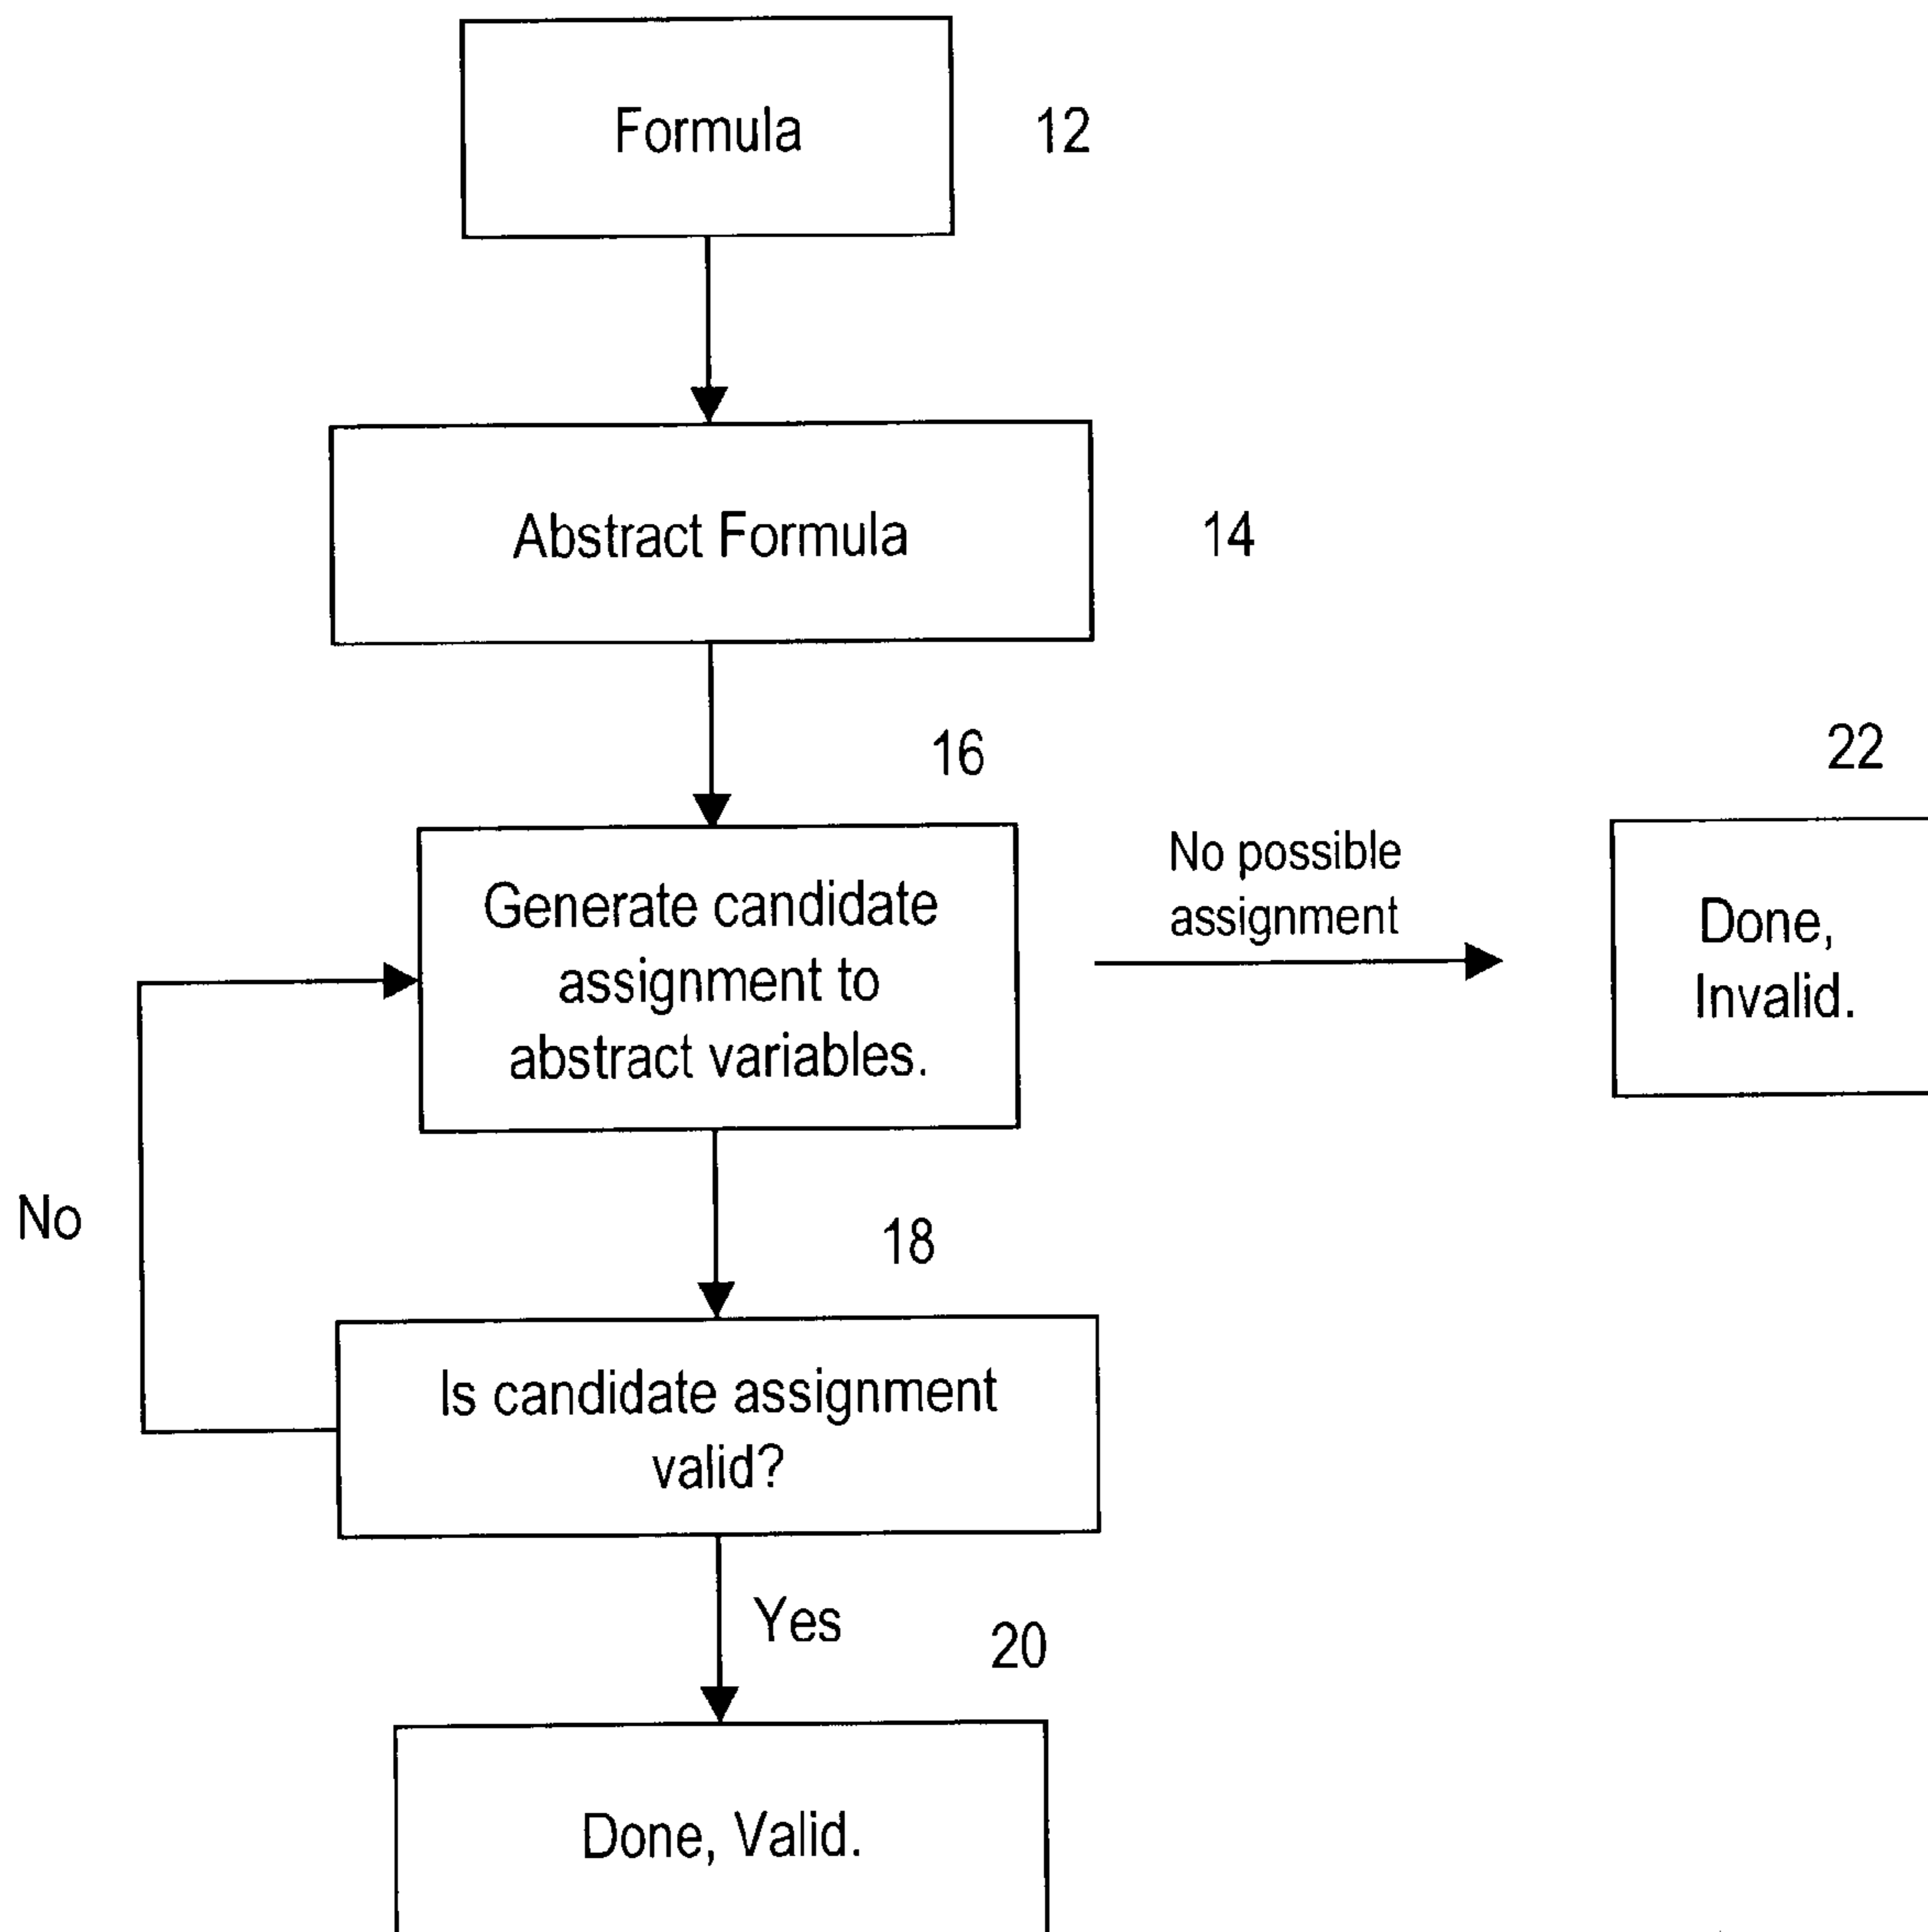 Formula
12
Abstract Formula
14
16
22
Generate candidate
assignment to
abstract variables.
No possible
assignment
Done,
Invalid.
No
18
Is candidate assignment
valid?
Yes
20
Done, Valid.